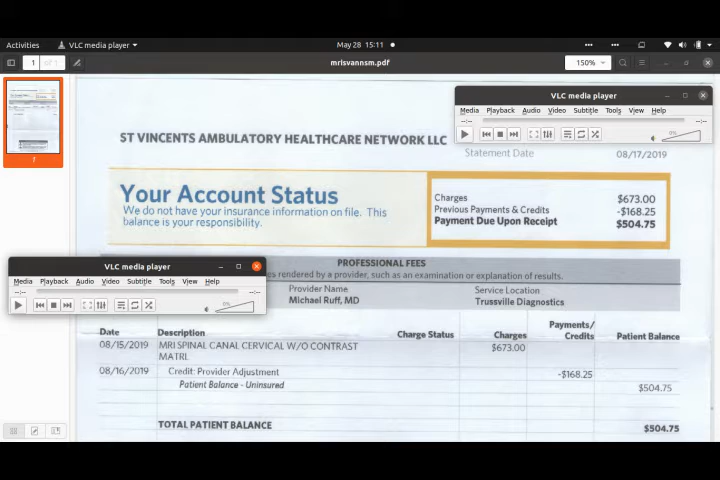 Activities
VLC media player
May 28 15:11
1 of 1
mrlsvannsm.pdf
150%
1
VLC media player
Media Playback Audio Video Subtitle Tools View Help
--:-- --:--
0%
ST VINCENTS AMBULATORY HEALTHCARE NETWORK LLC
Statement Date 08/17/2019
Your Account Status
We do not have your insurance information on file. This
balance is your responsibility.
Charges $673.00
Previous Payments & Credits -$168.25
Payment Due Upon Receipt $504.75
VLC media player
Media Playback Audio Video Subtitle Tools View Help
--:-- --:--
0%
PROFESSIONAL FEES
es rendered by a provider, such as an examination or explanation of results.
Provider Name Service Location
Michael Ruff, MD Trussville Diagnostics
Date Description Charge Status Charges Payments/ Credits Patient Balance
08/15/2019 MRI SPINAL CANAL CERVICAL W/O CONTRAST $673.00
MATRL
08/16/2019 Credit: Provider Adjustment -$168.25
Patient Balance - Uninsured $504.75
TOTAL PATIENT BALANCE $504.75